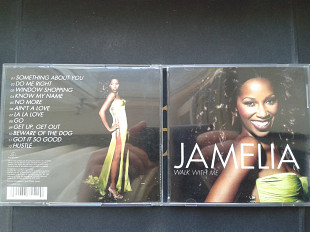 SOMETHING ABOUT YOU
DO ME RIGHT
WINDOW SHOPPING
KNOW MY NAME
NO MORE
AIN'T A LOVE
LA LA LOVE
GO
GET UP, GET OUT
BEWARE OF THE DOG
GOT IT SO GOOD
HUSTLE
JAMELIA
WALK WITH ME